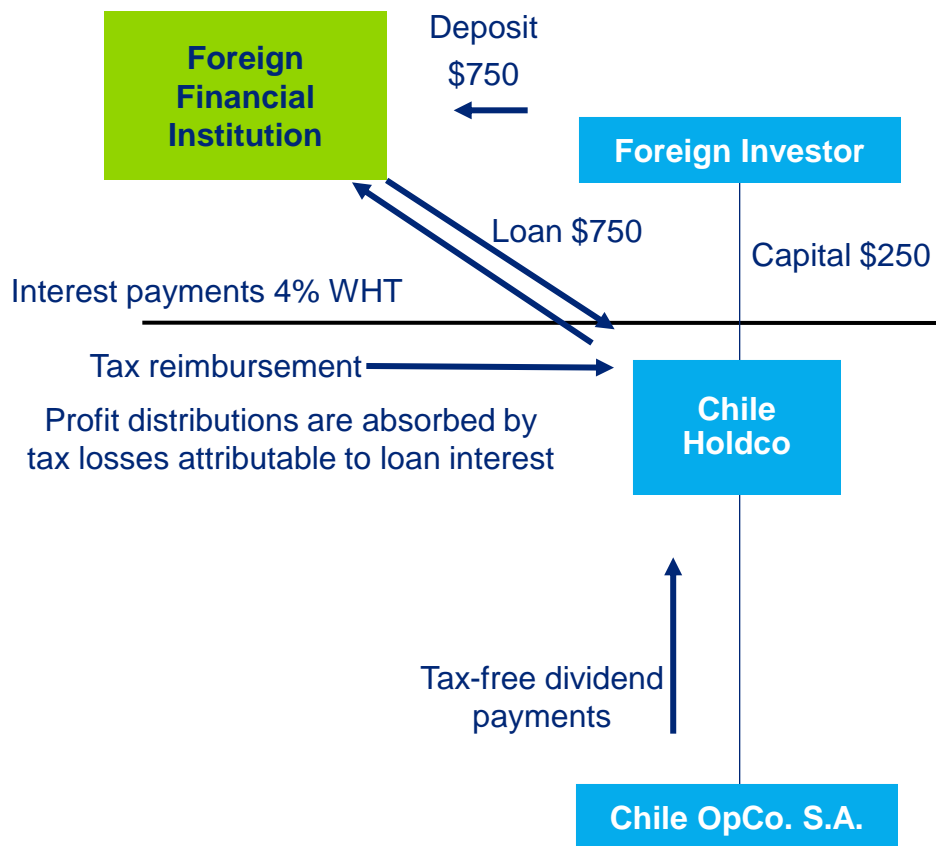 Deposit
$750
Foreign
Financial
Institution
Foreign Investor
Loan $750
Capital $250
Interest payments 4% WHT
Tax reimbursement
Profit distributions are absorbed by
tax losses attributable to loan interest
Chile
Holdco
Tax-free dividend
payments
Chile OpCo. S.A.